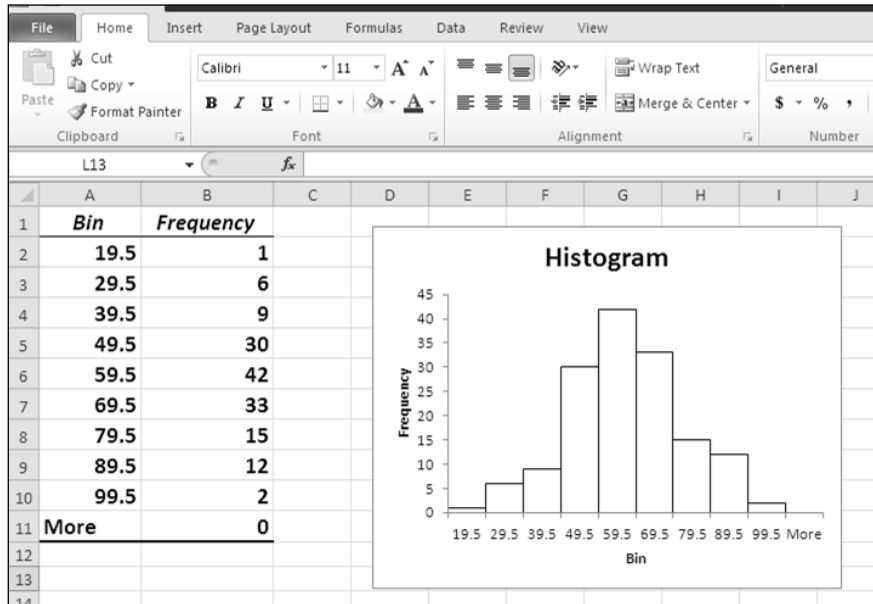 File Home Insert Page Layout Formulas Data Review View
Cut
Copy
Format Painter
Paste
Calibri 11 A A
B I U A
Wrap Text
Merge & Center
General
$ % ,
Clipboard Font Alignment Number
L13 fx
A B C D E F G H I J
1 Bin Frequency
2 19.5 1
3 29.5 6
4 39.5 9
5 49.5 30
6 59.5 42
7 69.5 33
8 79.5 15
9 89.5 12
10 99.5 2
11 More 0
12
13
14
Histogram
Frequency
45
40
35
30
25
20
15
10
5
0
19.5 29.5 39.5 49.5 59.5 69.5 79.5 89.5 99.5 More
Bin